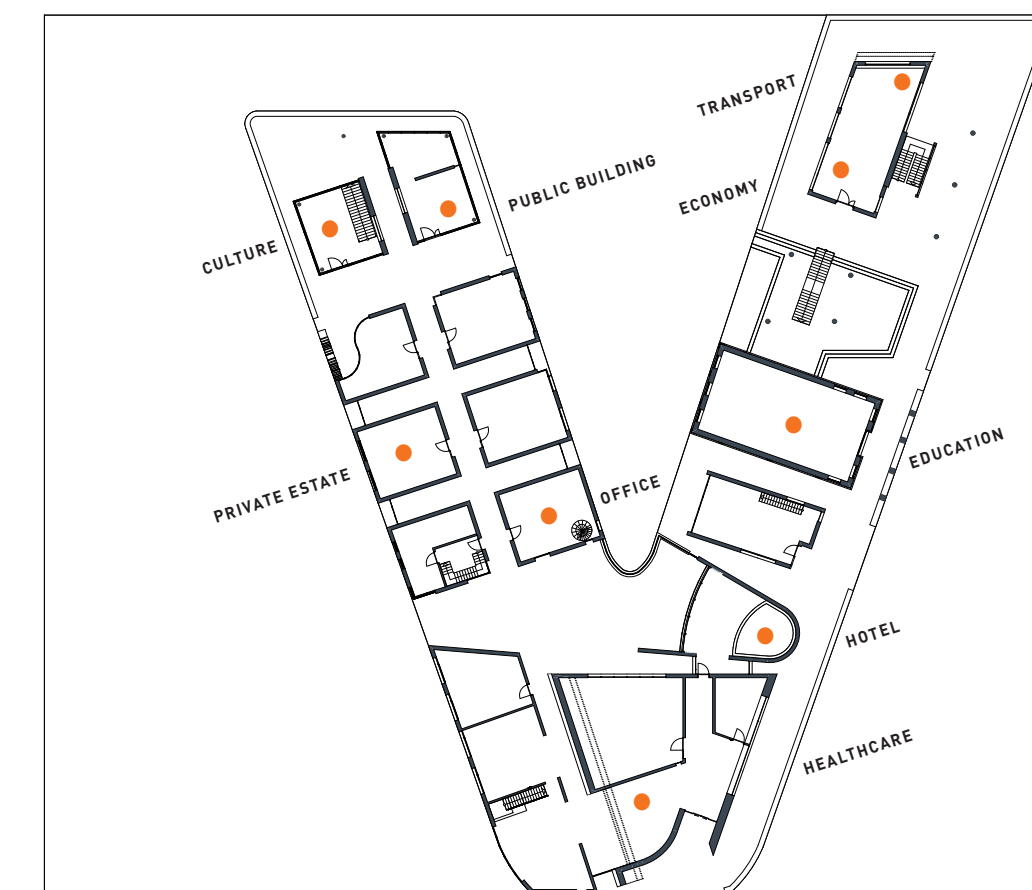 TRANSPORT
PUBLIC BUILDING
ECONOMY
CULTURE
EDUCATION
PRIVATE ESTATE
OFFICE
HOTEL
HEALTHCARE